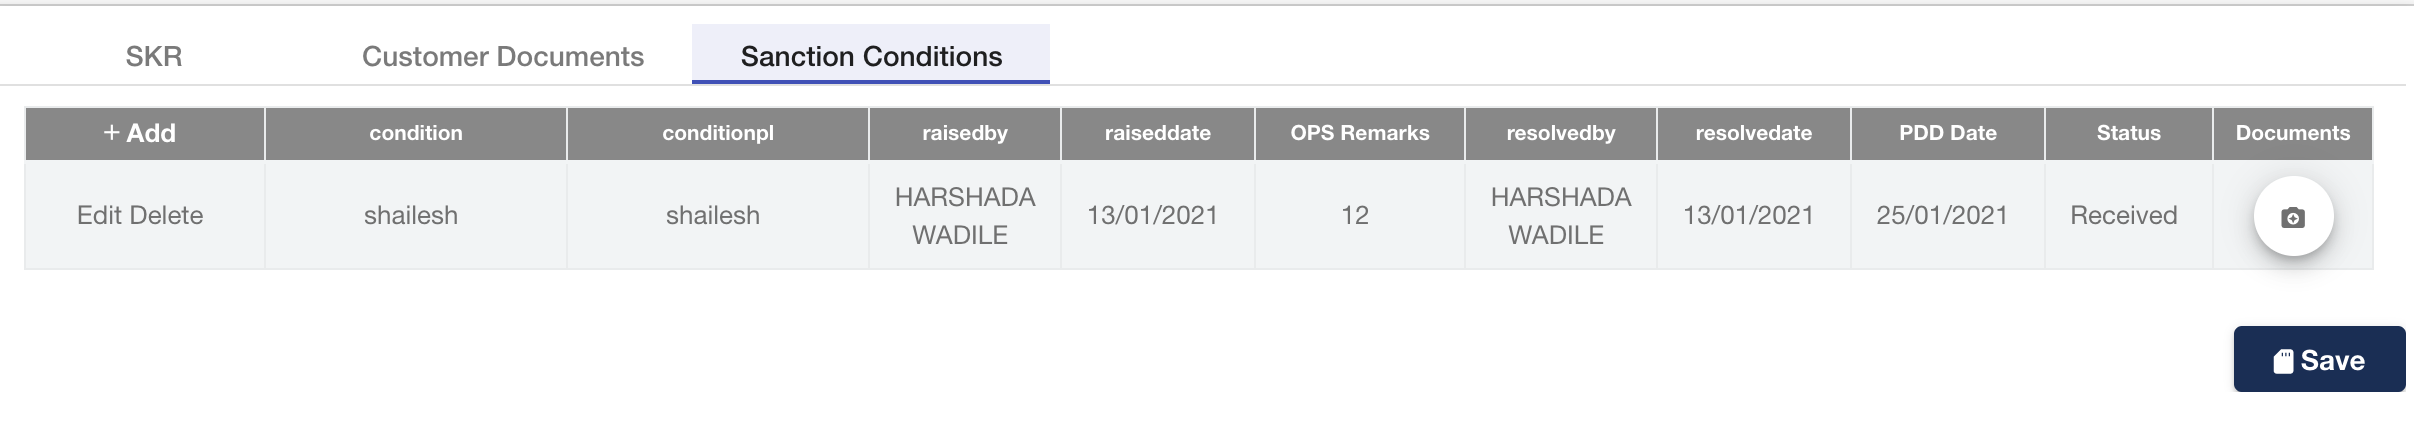 SKR Customer Documents Sanction Conditions
+ Add condition conditionpl raisedby raiseddate OPS Remarks resolvedby resolvedate PDD Date Status Documents
Edit Delete shailesh shailesh HARSHADA WADILE 13/01/2021 12 HARSHADA WADILE 13/01/2021 25/01/2021 Received
Save